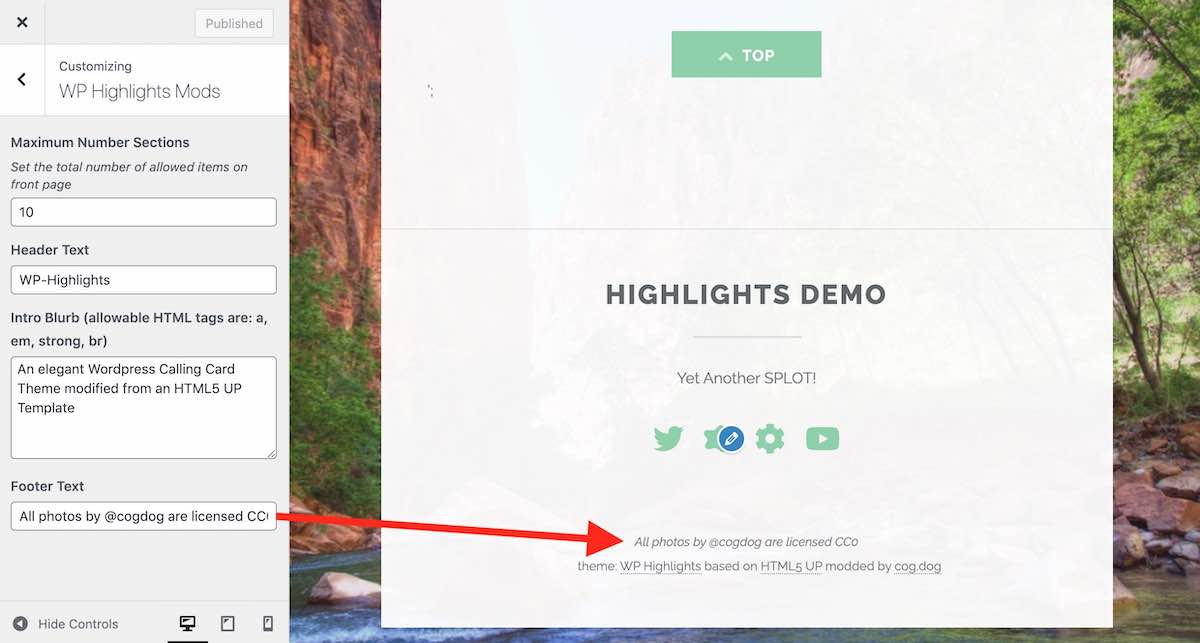 Published
Customizing
WP Highlights Mods
Maximum Number Sections
Set the total number of allowed items on
front page
10
Header Text
WP-Highlights
Intro Blurb (allowable HTML tags are: a,
em, strong, br)
An elegant Wordpress Calling Card
Theme modified from an HTML5 UP
Template
Footer Text
All photos by @cogdog are licensed CC
Hide Controls
TOP
';
HIGHLIGHTS DEMO
Yet Another SPLOT!
All photos by @cogdog are licensed CC0
theme: WP Highlights based on HTML5 UP modded by cog.dog